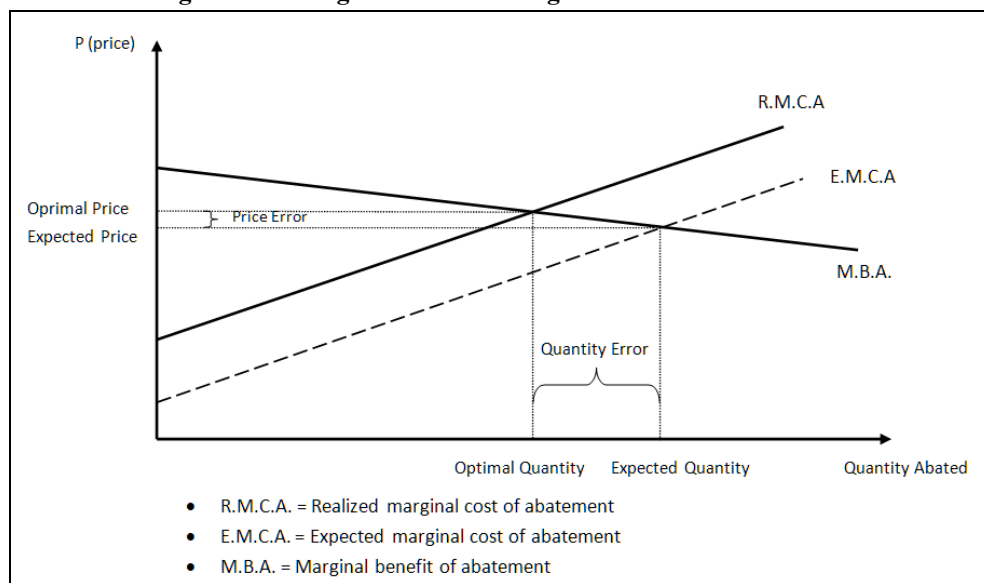 P (price)
R.M.C.A
E.M.C.A
Oprimal Price
Price Error
Expected Price
M.B.A.
Quantity Error
Optimal Quantity Expected Quantity Quantity Abated
• R.M.C.A. = Realized marginal cost of abatement
• E.M.C.A. = Expected marginal cost of abatement
• M.B.A. = Marginal benefit of abatement